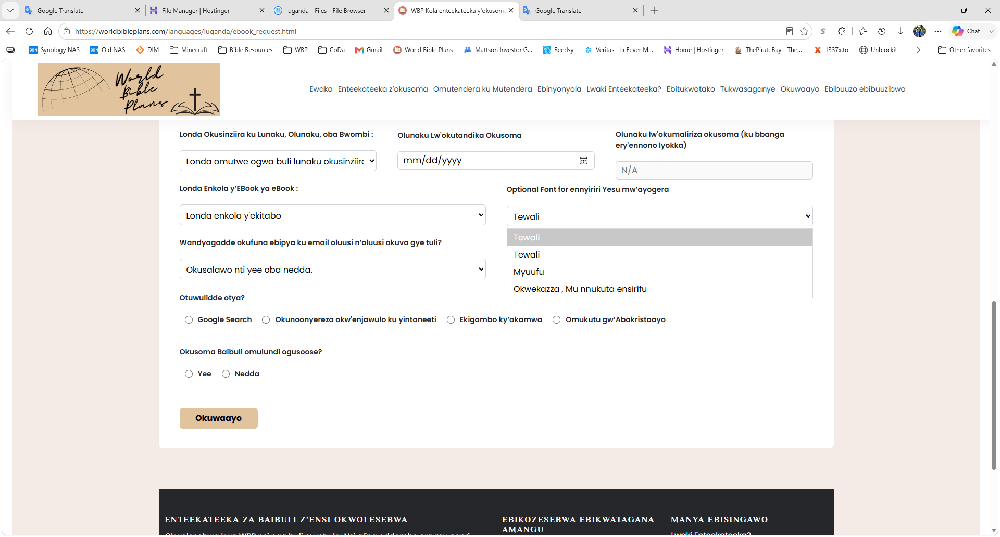 Google Translate
File Manager | Hostinger
luganda - Files - File Browser
WBP Kola enteekateeka y'okusoma
Google Translate
https://worldbibleplans.com/languages/luganda/ebook_request.html
Chat
Synology NAS
Old NAS
DIM
Minecraft
Bible Resources
WBP
CoDa
Gmail
World Bible Plans
Mattson Investor G...
Reedsy
Veritas - LeFever M...
Home | Hostinger
ThePirateBay - The...
1337x.to
Unblockit
Other favorites
World
Bible
Plans
Ewaka
Enteekateeka z’okusoma
Omutendera ku Mutendera
Ebinyonyola
Lwaki Enteekateeka?
Ebitukwatako
Tukwasaganye
Okuwaayo
Ebibuuzo ebibuuzibwa
Londa Okusinziira ku Lunaku, Olunaku, oba Bwombi :
Londa omutwe ogwa buli lunaku okusinziira
Olunaku Lw'okutandika Okusoma
mm/dd/yyyy
Olunaku lw'okumaliriza okusoma (ku bbanga
ery'ennono lyokka)
N/A
Londa Enkola y’EBook ya eBook :
Londa enkola y'ekitabo
Optional Font for ennyiriri Yesu mw’ayogera
Tewali
Tewali
Tewali
Myuufu
Okwekazza , Mu nnukuta ensirifu
Wandyagadde okufuna ebipya ku email oluusi n’oluusi okuva gye tuli?
Okusalawo nti yee oba nedda.
Otuwulidde otya?
Google Search
Okunoonyereza okw'enjawulo ku yintaneeti
Ekigambo ky’akamwa
Omukutu gw’Abakristaayo
Okusoma Baibuli omulundi ogusoose?
Yee
Nedda
Okuwaayo
ENTEEKATEEKA ZA BAIBULI Z’ENSI OKWOLESEBWA
EBIKOZESEBWA EBIKWATAGANA
AMANGU
MANYA EBISINGAWO
Lwaki Enteekateeka?